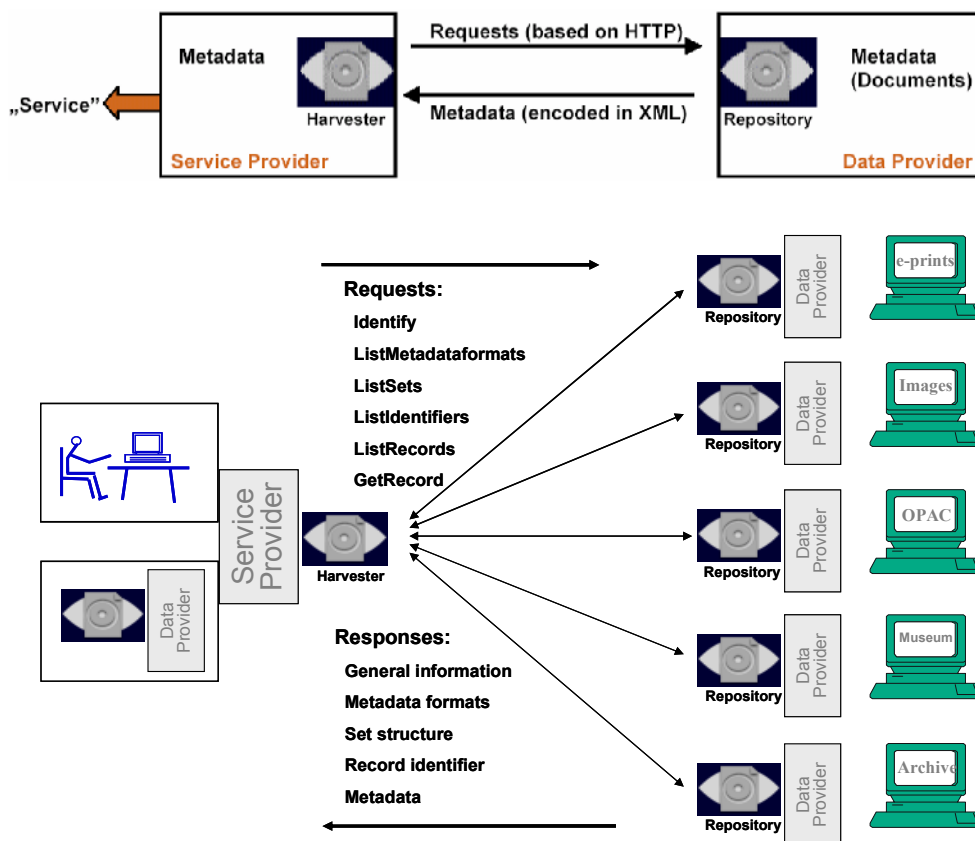 Metadata
Harvester
Service Provider
„Service”
Requests (based on HTTP)
Metadata (encoded in XML)
Repository
Metadata
(Documents)
Data Provider
Requests:
Identify
ListMetadataformats
ListSets
ListIdentifiers
ListRecords
GetRecord
Service
Provider
Harvester
Data
Provider
Responses:
General information
Metadata formats
Set structure
Record identifier
Metadata
Repository
Data
Provider
e-prints
Repository
Data
Provider
Images
Repository
Data
Provider
OPAC
Repository
Data
Provider
Museum
Repository
Data
Provider
Archive